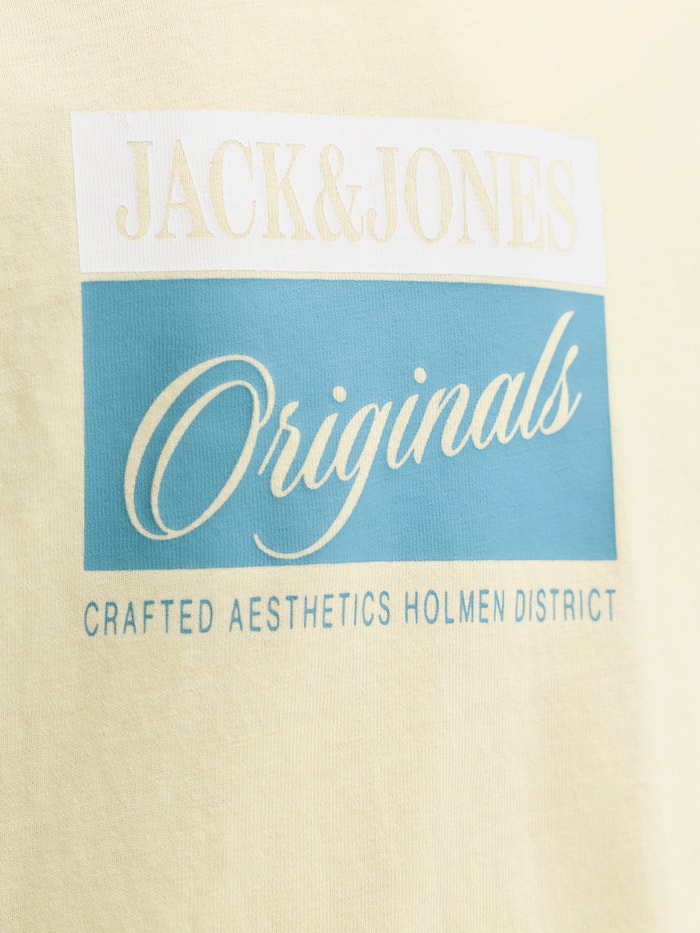 JACK&JONES
Originals
CRAFTED AESTHETICS HOLMEN DISTRICT